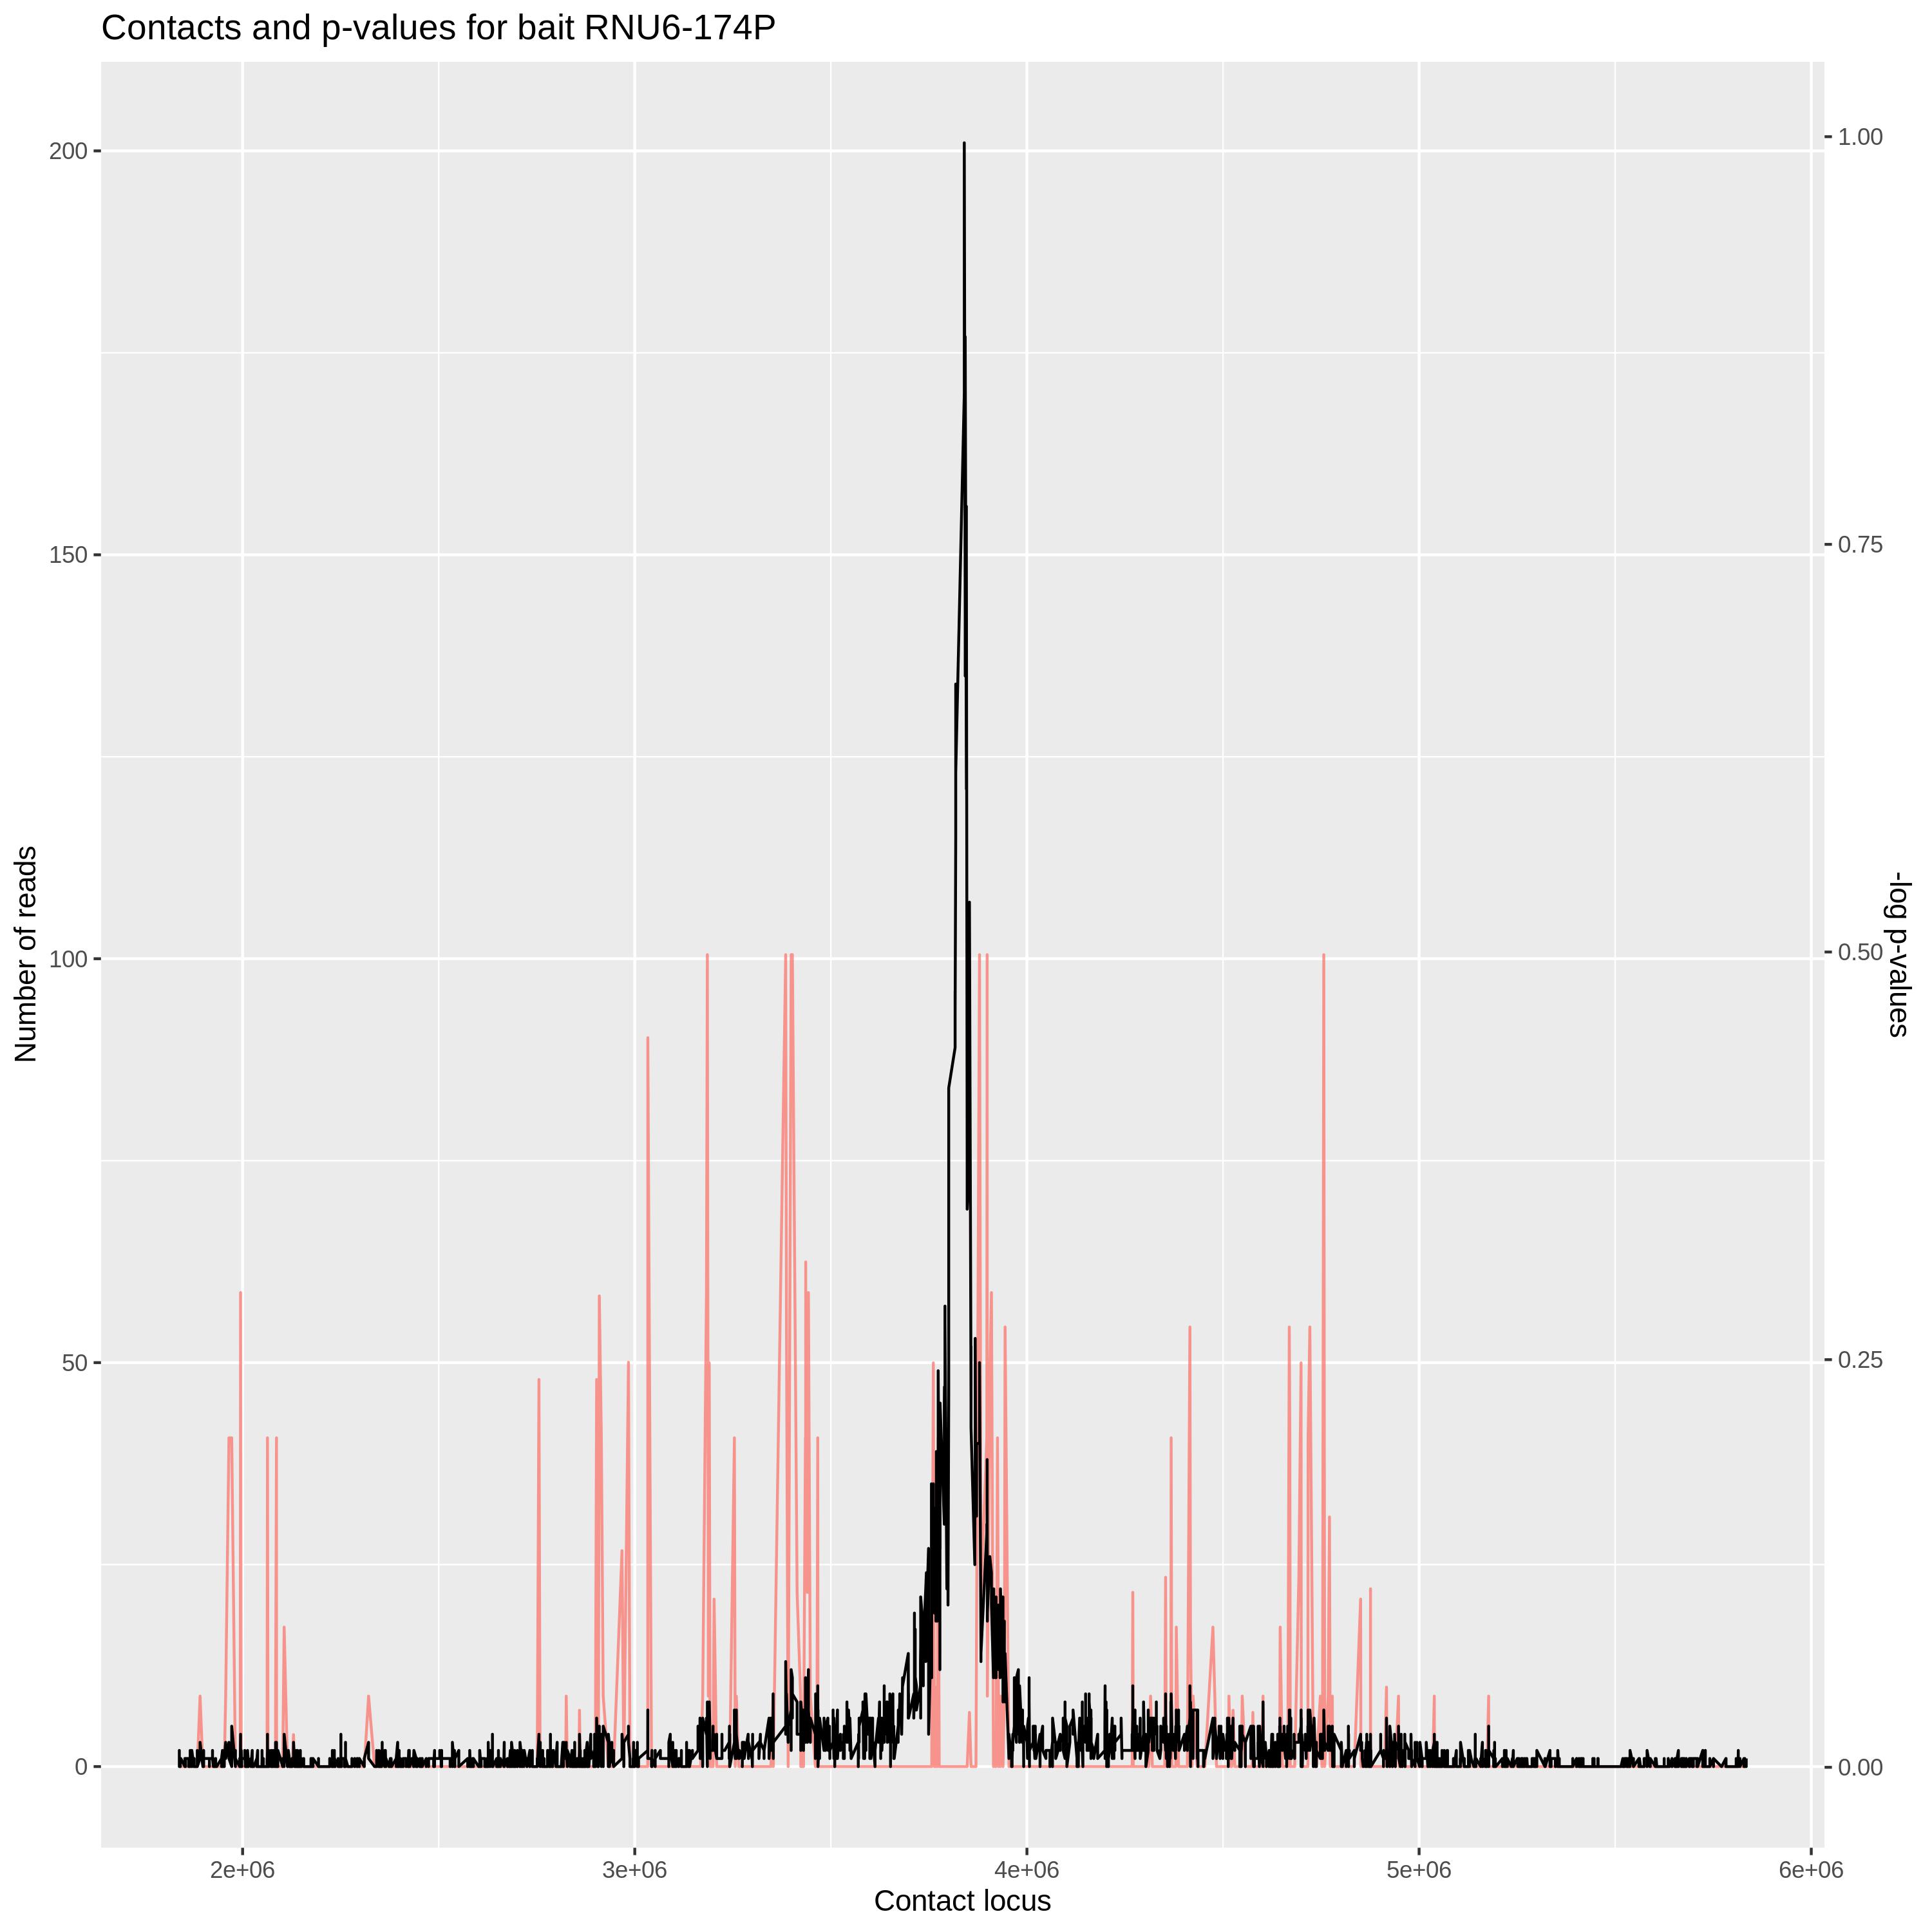 Contacts and p-values for bait RNU6-174P
200
150
100
50
0
Number of reads
1.00
0.75
0.50
0.25
0.00
-log p-values
2e+06 3e+06 4e+06 5e+06 6e+06
Contact locus